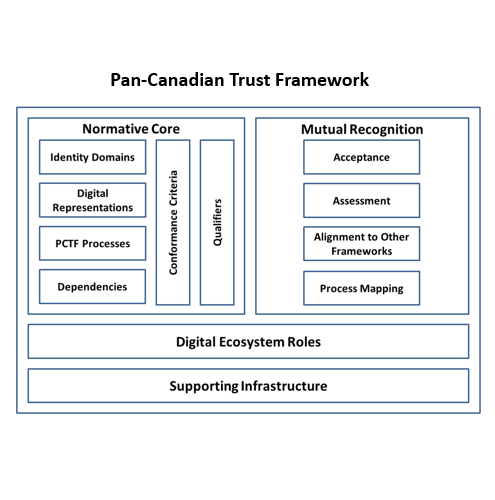 Pan-Canadian Trust Framework
Normative Core
Identity Domains
Digital
Representations
PCTF Processes
Dependencies
Conformance Criteria
Qualifiers
Mutual Recognition
Acceptance
Assessment
Alignment to Other
Frameworks
Process Mapping
Digital Ecosystem Roles
Supporting Infrastructure